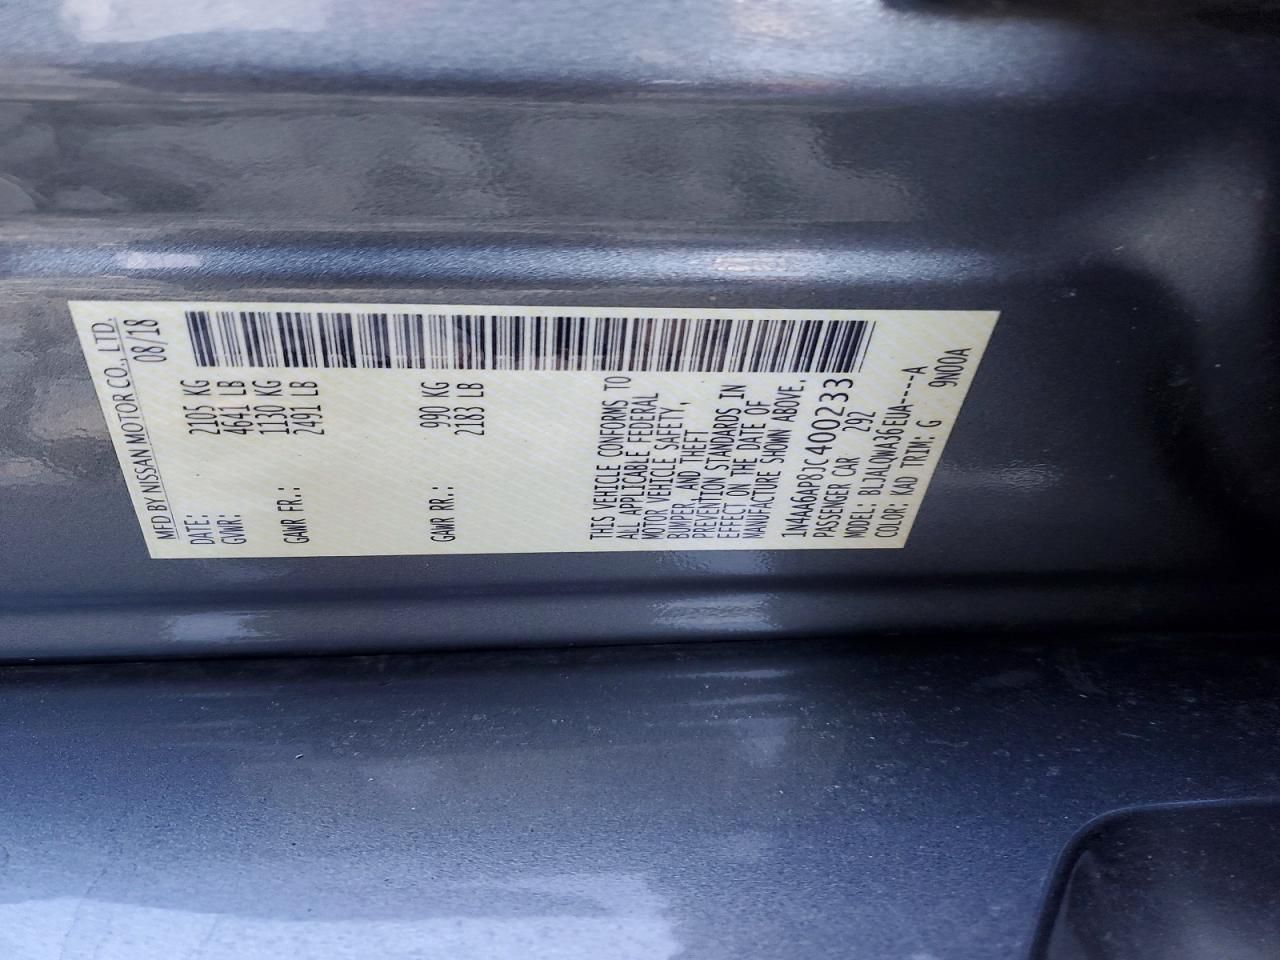 MFD BY NISSAN MOTOR CO., LTD.
DATE: 08/18
GVWR: 2105 KG
4641 LB
GAWR FR.: 1130 KG
2491 LB
GAWR RR.: 990 KG
2183 LB
THIS VEHICLE CONFORMS TO
ALL APPLICABLE FEDERAL
MOTOR VEHICLE SAFETY,
BUMPER, AND THEFT
PREVENTION STANDARDS IN
EFFECT ON THE DATE OF
MANUFACTURE SHOWN ABOVE.
1N4AA6AP8JC400233
PASSENGER CAR 292
MODEL: BLJALQWA36EUA----A
COLOR: KAD TRIM: G 9N00A